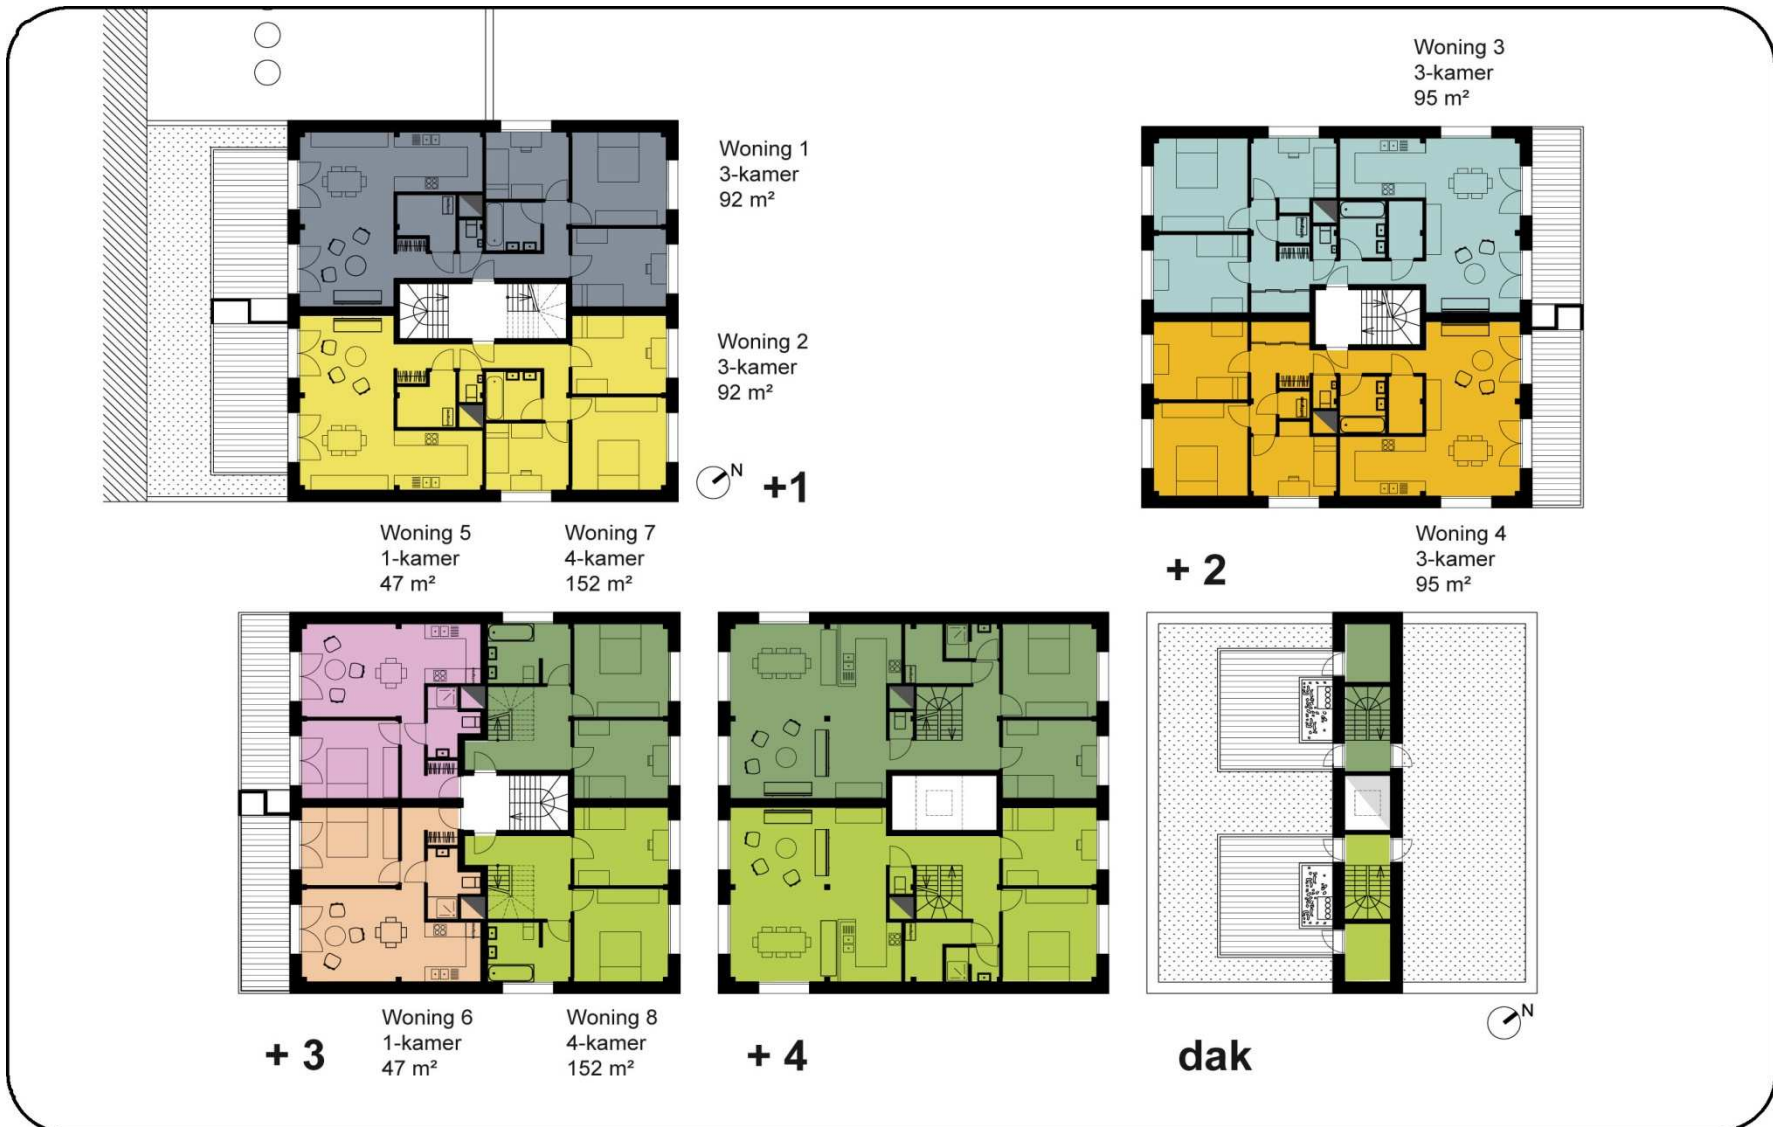 Woning 3
3-kamer
95 m²
Woning 1
3-kamer
92 m²
Woning 2
3-kamer
92 m²
N
+1
Woning 5
1-kamer
47 m²
Woning 7
4-kamer
152 m²
+ 2
Woning 4
3-kamer
95 m²
Woning 6
1-kamer
47 m²
+ 3
Woning 8
4-kamer
152 m²
+ 4
dak
N